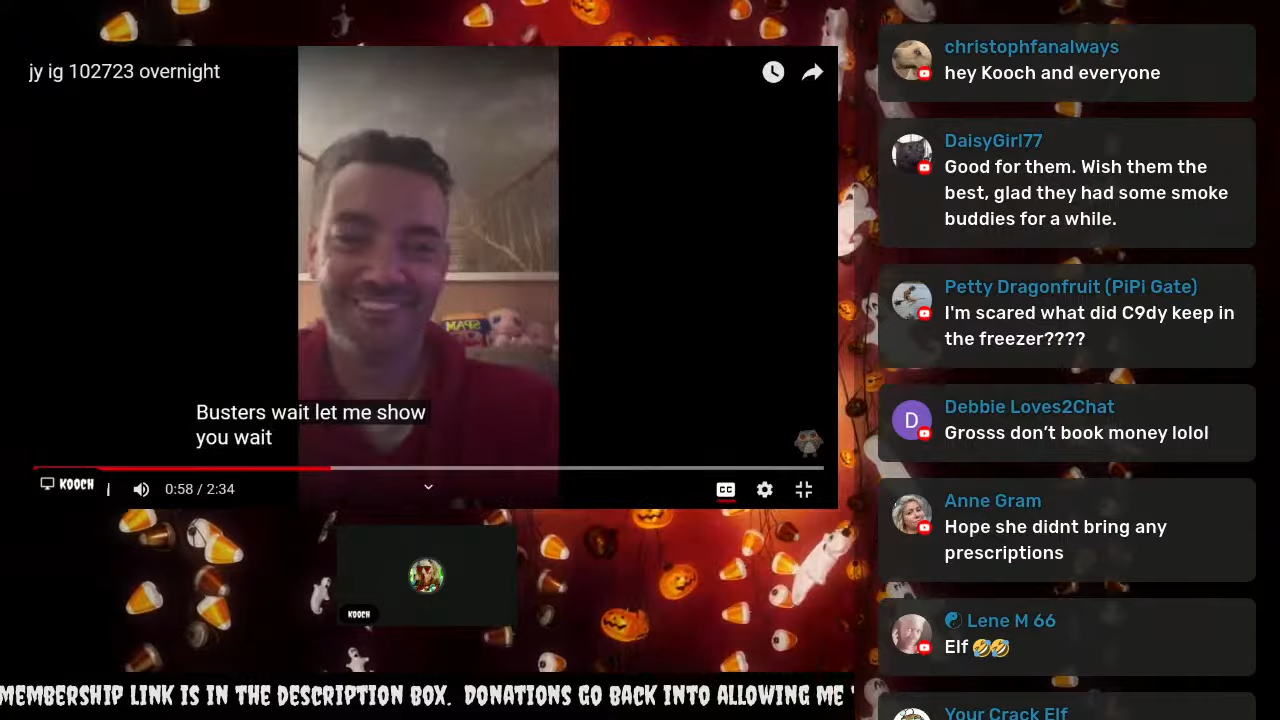 jy ig 102723 overnight
SPAM
Busters wait let me show
you wait
KOOCH
0:58 / 2:34
CC
KOOCH
MEMBERSHIP LINK IS IN THE DESCRIPTION BOX. DONATIONS GO BACK INTO ALLOWING ME
christophfanalways
hey Kooch and everyone
DaisyGirl77
Good for them. Wish them the
best, glad they had some smoke
buddies for a while.
Petty Dragonfruit (PiPi Gate)
I'm scared what did C9dy keep in
the freezer????
D
Debbie Loves2Chat
Grosss don’t book money lolol
Anne Gram
Hope she didnt bring any
prescriptions
☯ Lene M 66
Elf 🤣🤣
Your Crack Elf